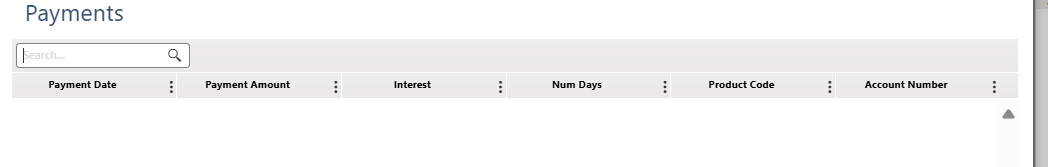 Payments
Search...
Payment Date Payment Amount Interest Num Days Product Code Account Number